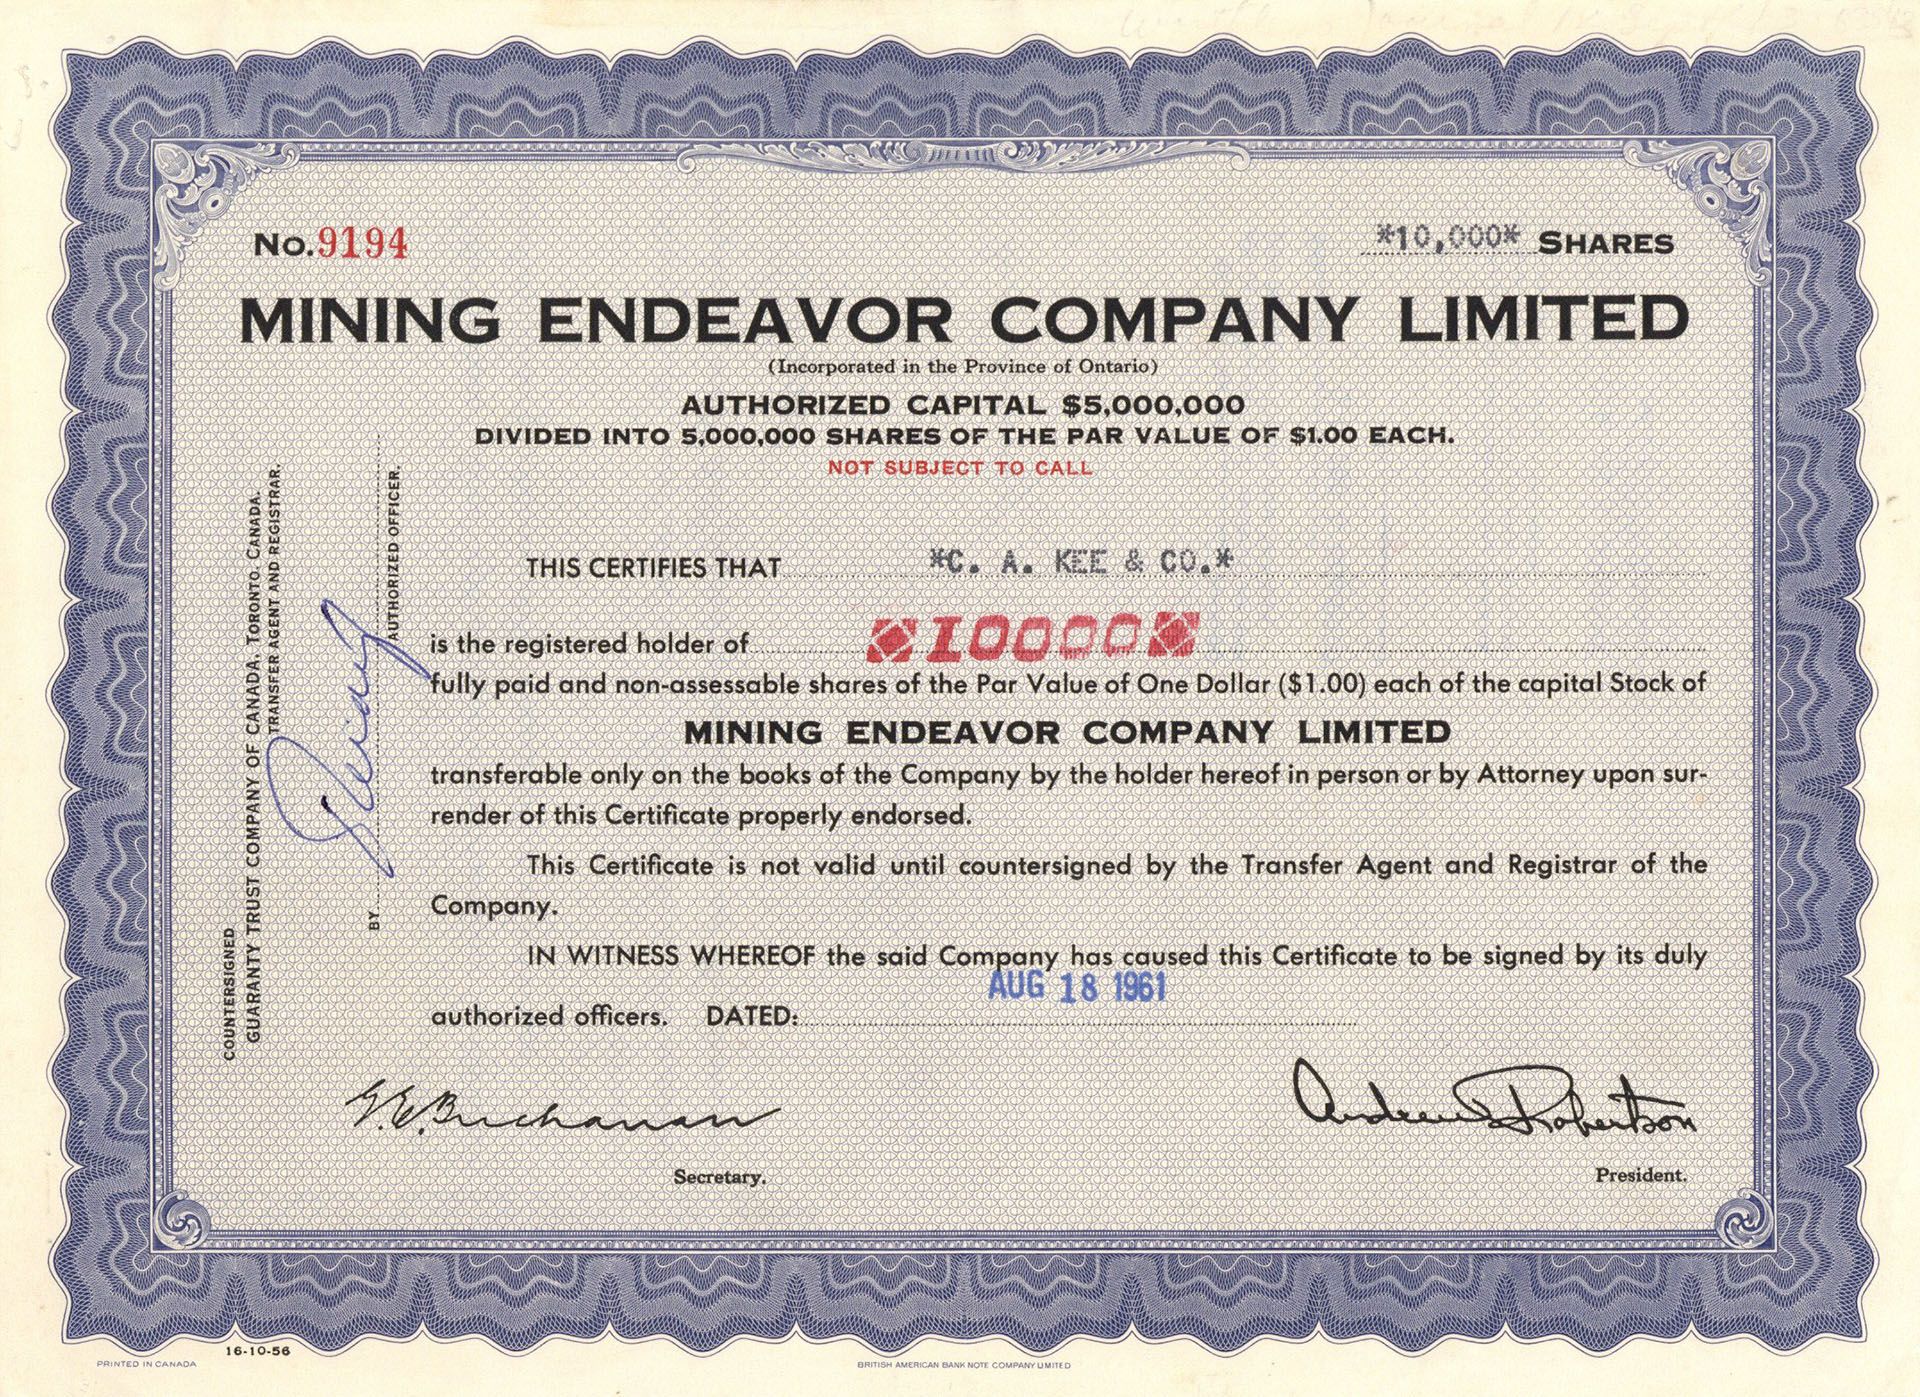 No. 9194
*10,000* SHARES
MINING ENDEAVOR COMPANY LIMITED
(Incorporated in the Province of Ontario)
AUTHORIZED CAPITAL $5,000,000
DIVIDED INTO 5,000,000 SHARES OF THE PAR VALUE OF $1.00 EACH.
NOT SUBJECT TO CALL
THIS CERTIFIES THAT *C. A. KEE & CO.*
is the registered holder of 10000
fully paid and non-assessable shares of the Par Value of One Dollar ($1.00) each of the capital Stock of
MINING ENDEAVOR COMPANY LIMITED
transferable only on the books of the Company by the holder hereof in person or by Attorney upon sur-
render of this Certificate properly endorsed.
This Certificate is not valid until countersigned by the Transfer Agent and Registrar of the
Company.
IN WITNESS WHEREOF the said Company has caused this Certificate to be signed by its duly
authorized officers. DATED: AUG 18 1961
COUNTERSIGNED
GUARANTY TRUST COMPANY OF CANADA, TORONTO. CANADA.
TRANSFER AGENT AND REGISTRAR.
BY
AUTHORIZED OFFICER.
G. E. Buchanan
Secretary.
Andrew Robertson
President.
16-10-56
PRINTED IN CANADA
BRITISH AMERICAN BANK NOTE COMPANY LIMITED